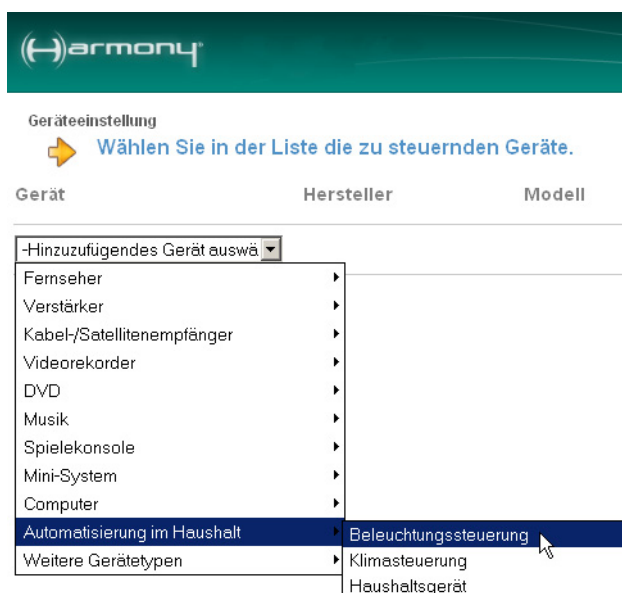 Harmony
Geräteeinstellung
Wählen Sie in der Liste die zu steuernden Geräte.
Gerät Hersteller Modell
-Hinzuzufügendes Gerät auswä
Fernseher
Verstärker
Kabel-/Satellitenempfänger
Videorekorder
DVD
Musik
Spielekonsole
Mini-System
Computer
Automatisierung im Haushalt Beleuchtungssteuerung
Weitere Gerätetypen Klimasteuerung
Haushaltsgerät